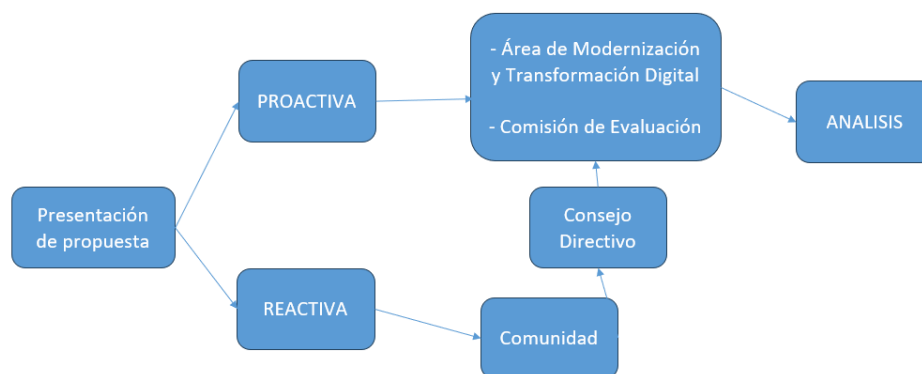 - Área de Modernización
y Transformación Digital
- Comisión de Evaluación
PROACTIVA
ANALISIS
Presentación
de propuesta
Consejo
Directivo
REACTIVA
Comunidad